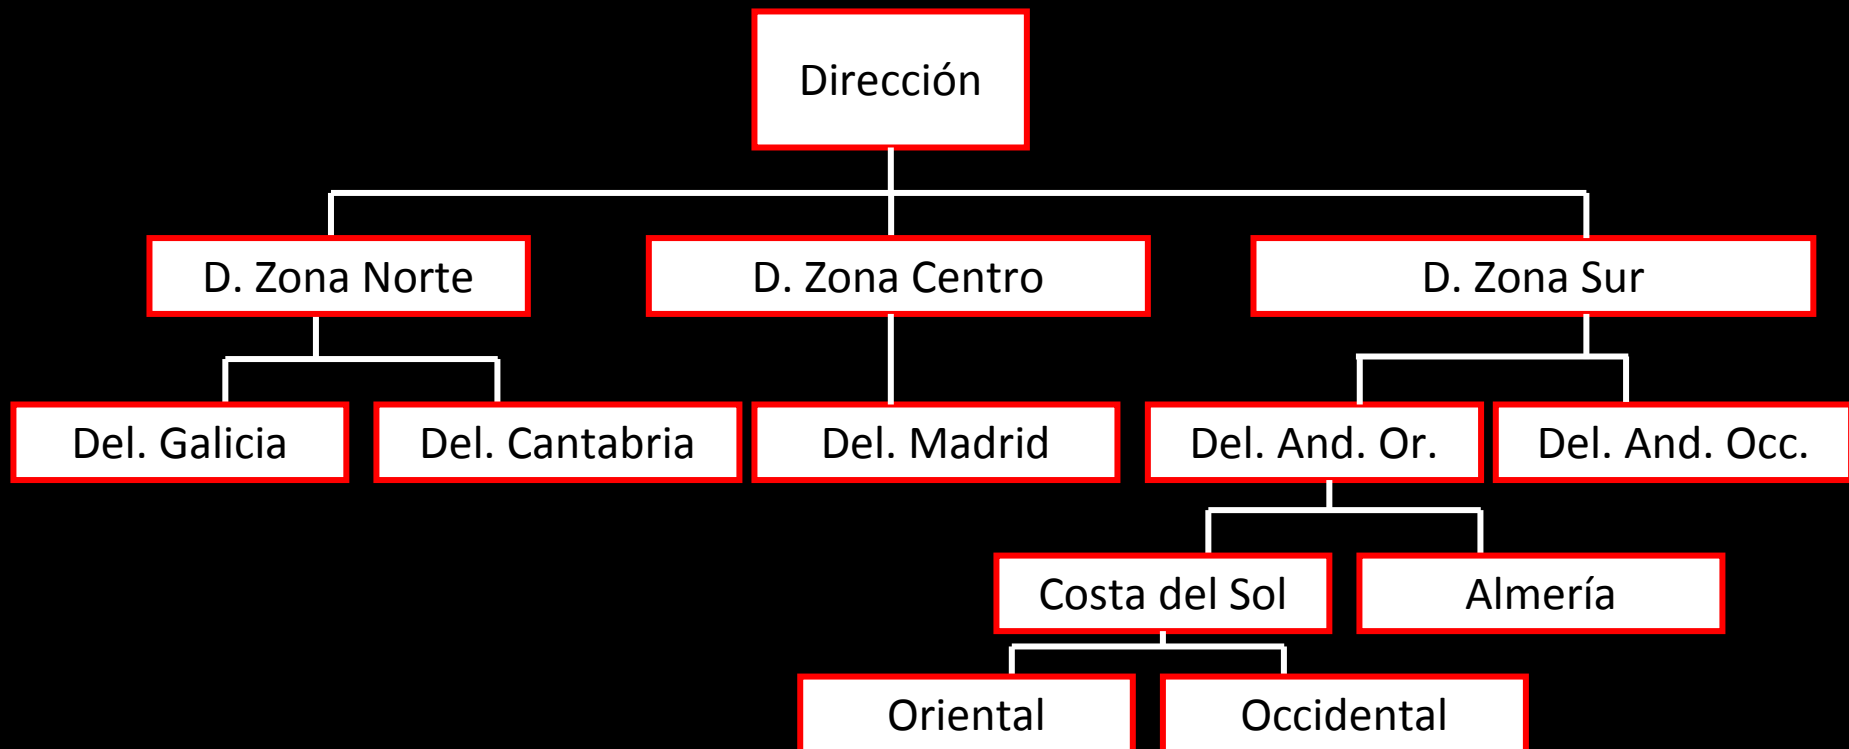 Dirección
D. Zona Norte
D. Zona Centro
D. Zona Sur
Del. Galicia
Del. Cantabria
Del. Madrid
Del. And. Or.
Del. And. Occ.
Costa del Sol
Almería
Oriental
Occidental